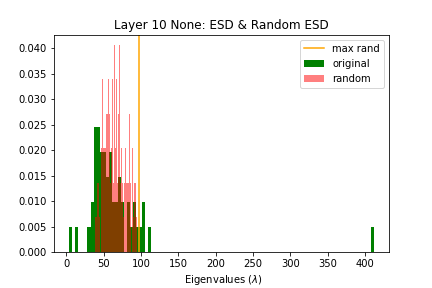 Layer 10 None: ESD & Random ESD
max rand
original
random
0.040
0.035
0.030
0.025
0.020
0.015
0.010
0.005
0.000
0 50 100 150 200 250 300 350 400
Eigenvalues (λ)